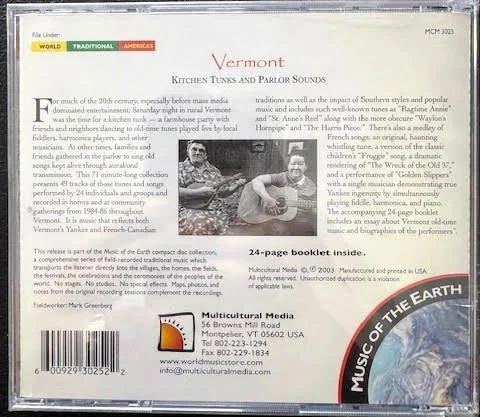 File Under:
WORLD TRADITIONAL AMERICAS
MCM 3025
Vermont
KITCHEN TUNKS AND PARLOR SOUNDS
For much of the 20th century, especially before mass media
dominated entertainment, Saturday night in rural Vermont
was the time for a kitchen tunk — a farmhouse party with
friends and neighbors dancing to old-time tunes played live by local
fiddlers, harmonica players, and other
musicians. At other times, families and
friends gathered in the parlor to sing old
songs kept alive through aural/oral
transmission. This 71 minute-long collection
presents 49 tracks of those tunes and songs
performed by 24 individuals and groups and
recorded in homes and at community
gatherings from 1984-86 throughout
Vermont. It is music that reflects both
Vermont's Yankee and French-Canadian
traditions as well as the impact of Southern styles and popular
music and includes such well-known tunes as "Ragtime Annie"
and "St. Anne's Reel" along with the more obscure "Waylon's
Hornpipe" and "The Harris Piece." There's also a medley of
French songs, an original, haunting
whistling tune, a version of the classic
children's "Froggie" song, a dramatic
rendering of "The Wreck of the Old 97,"
and a performance of "Golden Slippers"
with a single musician demonstrating true
Yankee ingenuity by simultaneously
playing fiddle, harmonica, and piano.
The accompanying 24-page booklet
includes an essay about Vermont old-time
music and biographies of the performers".
This release is part of the Music of the Earth compact disc collection,
a comprehensive series of field-recorded traditional music which
transports the listener directly into the villages, the homes, the fields,
the festivals, the celebrations and the ceremonies of the peoples of the
world. No stages. No studios. No special effects. Maps, photos, and
notes from the original recording sessions complement the recordings.
Fieldworker: Mark Greenberg
24-page booklet inside.
Multicultural Media ©, ℗ 2003 Manufactured and printed in USA.
All rights reserved. Unauthorized duplication is a violation
of applicable laws.
6 00929 30252 2
Multicultural Media
56 Browns Mill Road
Montpelier, VT 05602 USA
Tel 802-223-1294
Fax 802-229-1834
www.worldmusicstore.com
info@multiculturalmedia.com
MUSIC OF THE EARTH